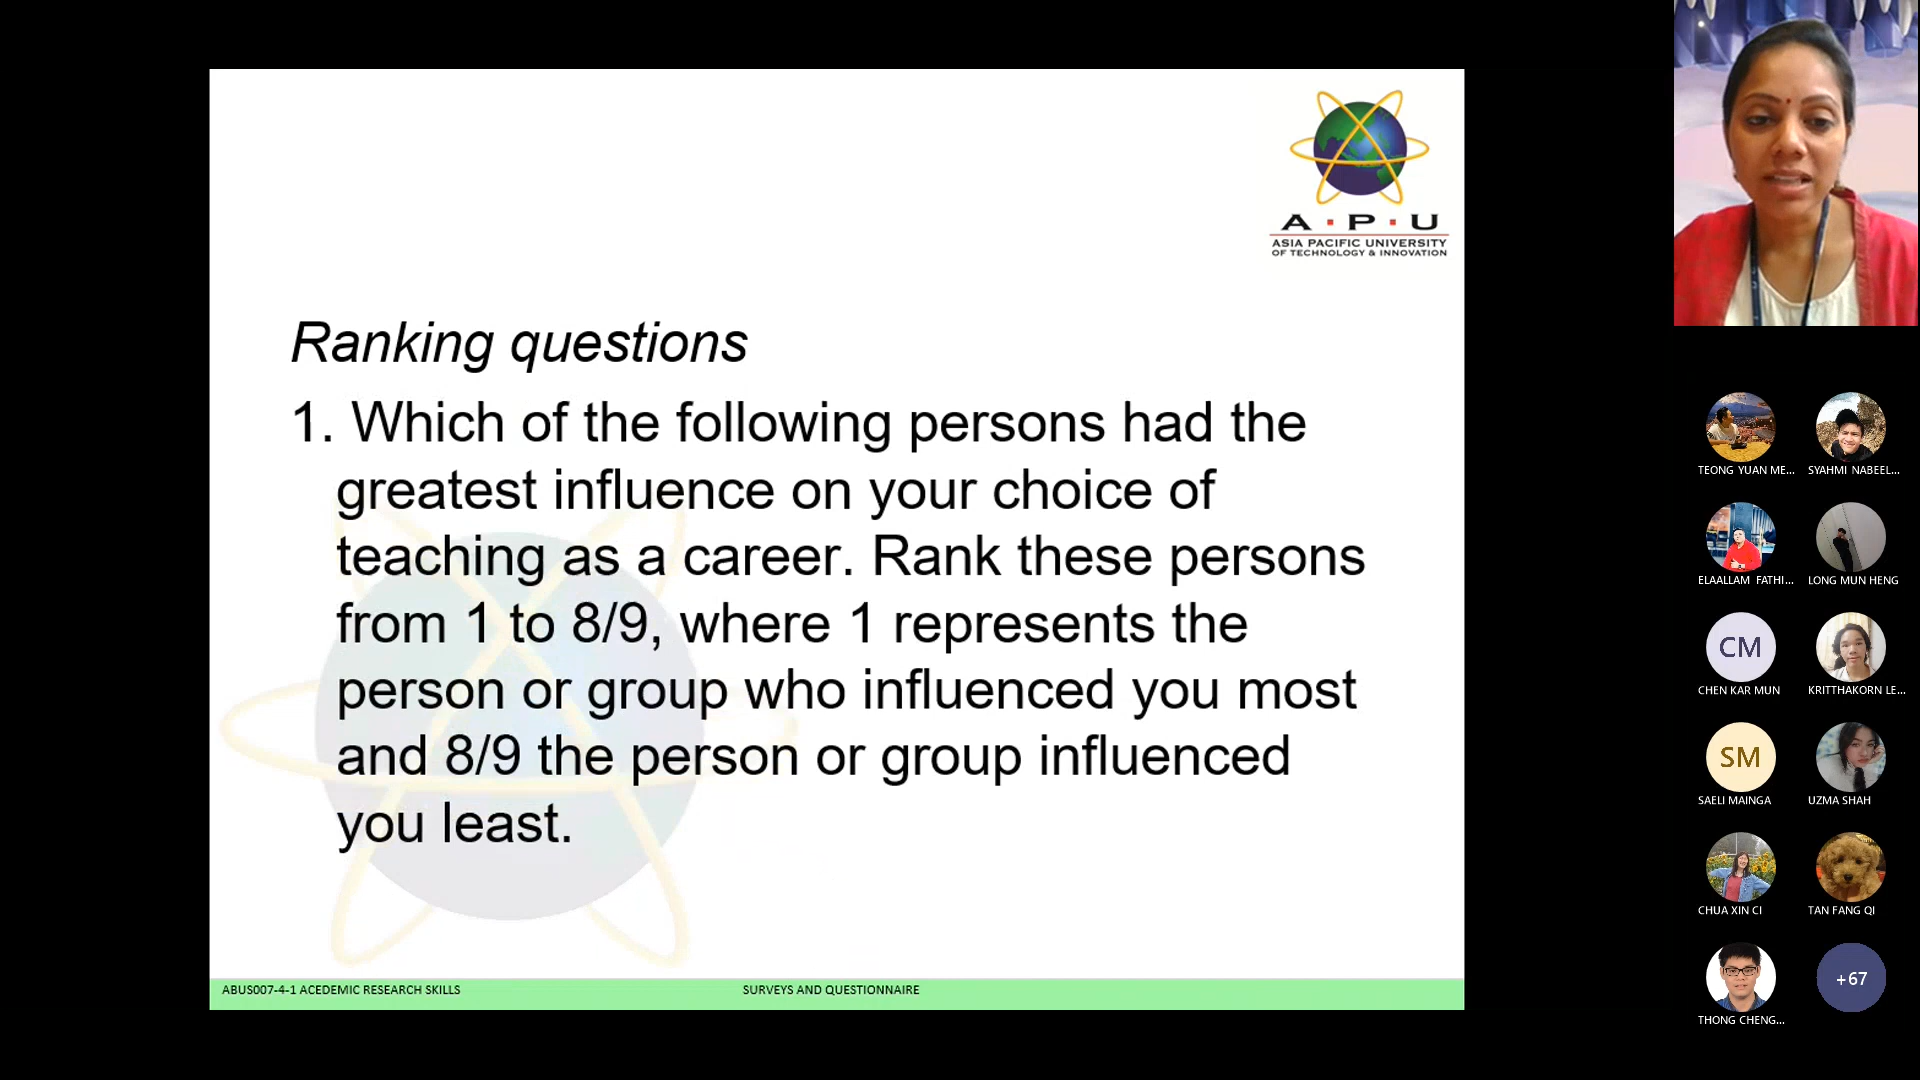 A · P · U
ASIA PACIFIC UNIVERSITY
OF TECHNOLOGY & INNOVATION
Ranking questions
1. Which of the following persons had the
greatest influence on your choice of
teaching as a career. Rank these persons
from 1 to 8/9, where 1 represents the
person or group who influenced you most
and 8/9 the person or group influenced
you least.
ABUS007-4-1 ACEDEMIC RESEARCH SKILLS
SURVEYS AND QUESTIONNAIRE
TEONG YUAN ME...
SYAHMI NABEEL...
ELAALLAM FATHI...
LONG MUN HENG
CM
CHEN KAR MUN
KRITTHAKORN LE...
SM
SAELI MAINGA
UZMA SHAH
CHUA XIN CI
TAN FANG QI
THONG CHENG...
+67